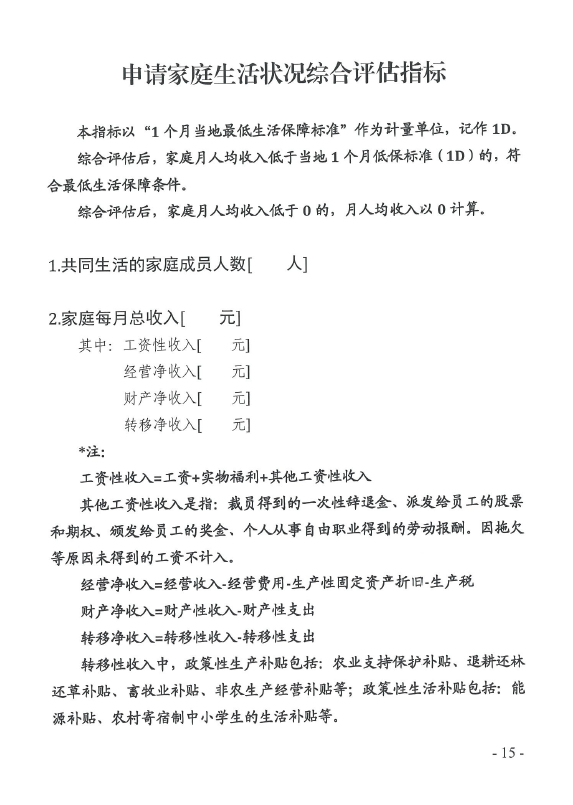 申请家庭生活状况综合评估指标
本指标以“1个月当地最低生活保障标准”作为计量单位，记作1D。
综合评估后，家庭月人均收入低于当地1个月低保标准（1D）的，符
合最低生活保障条件。
综合评估后，家庭月人均收入低于0的，月人均收入以0计算。
1.共同生活的家庭成员人数[　　人]
2.家庭每月总收入[　　元]
其中：工资性收入[　　元]
经营净收入[　　元]
财产净收入[　　元]
转移净收入[　　元]
*注：
工资性收入=工资+实物福利+其他工资性收入
其他工资性收入是指：裁员得到的一次性辞退金、派发给员工的股票
和期权、颁发给员工的奖金、个人从事自由职业得到的劳动报酬。因拖欠
等原因未得到的工资不计入。
经营净收入=经营收入-经营费用-生产性固定资产折旧-生产税
财产净收入=财产性收入-财产性支出
转移净收入=转移性收入-转移性支出
转移性收入中，政策性生产补贴包括：农业支持保护补贴、退耕还林
还草补贴、畜牧业补贴、非农生产经营补贴等；政策性生活补贴包括：能
源补贴、农村寄宿制中小学生的生活补贴等。
- 15 -